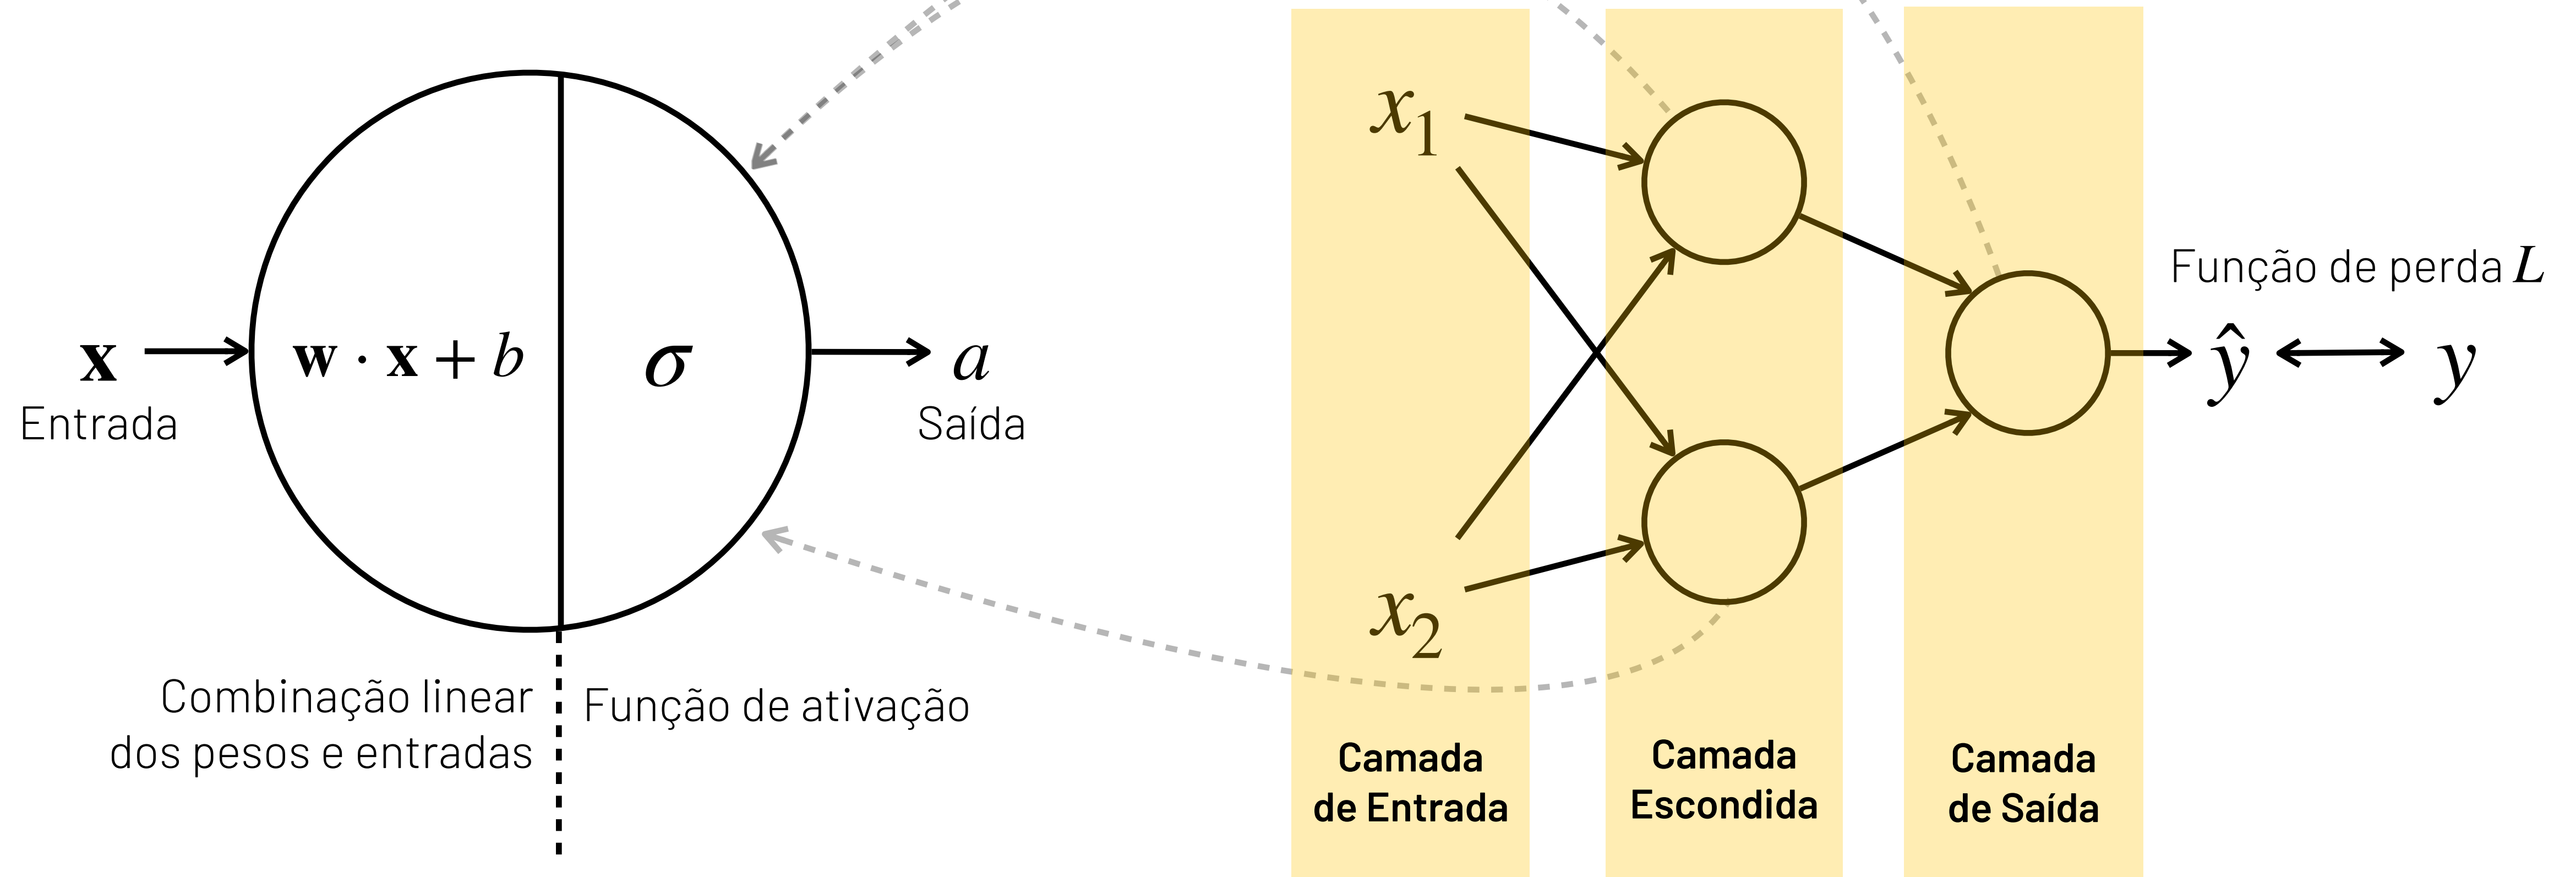 x
Entrada
w · x + b
σ
a
Saída
Combinação linear
dos pesos e entradas
Função de ativação
x₁
x₂
Camada
de Entrada
Camada
Escondida
Camada
de Saída
Função de perda L
ŷ
y